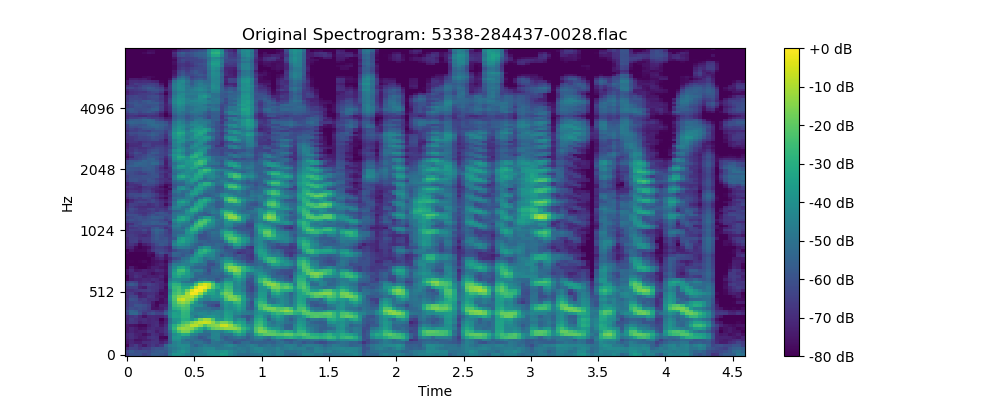 Original Spectrogram: 5338-284437-0028.flac
+0 dB
4096
-10 dB
-20 dB
2048
-30 dB
Hz
1024
-40 dB
-50 dB
512
-60 dB
-70 dB
0
-80 dB
0 0.5 1 1.5 2 2.5 3 3.5 4 4.5
Time